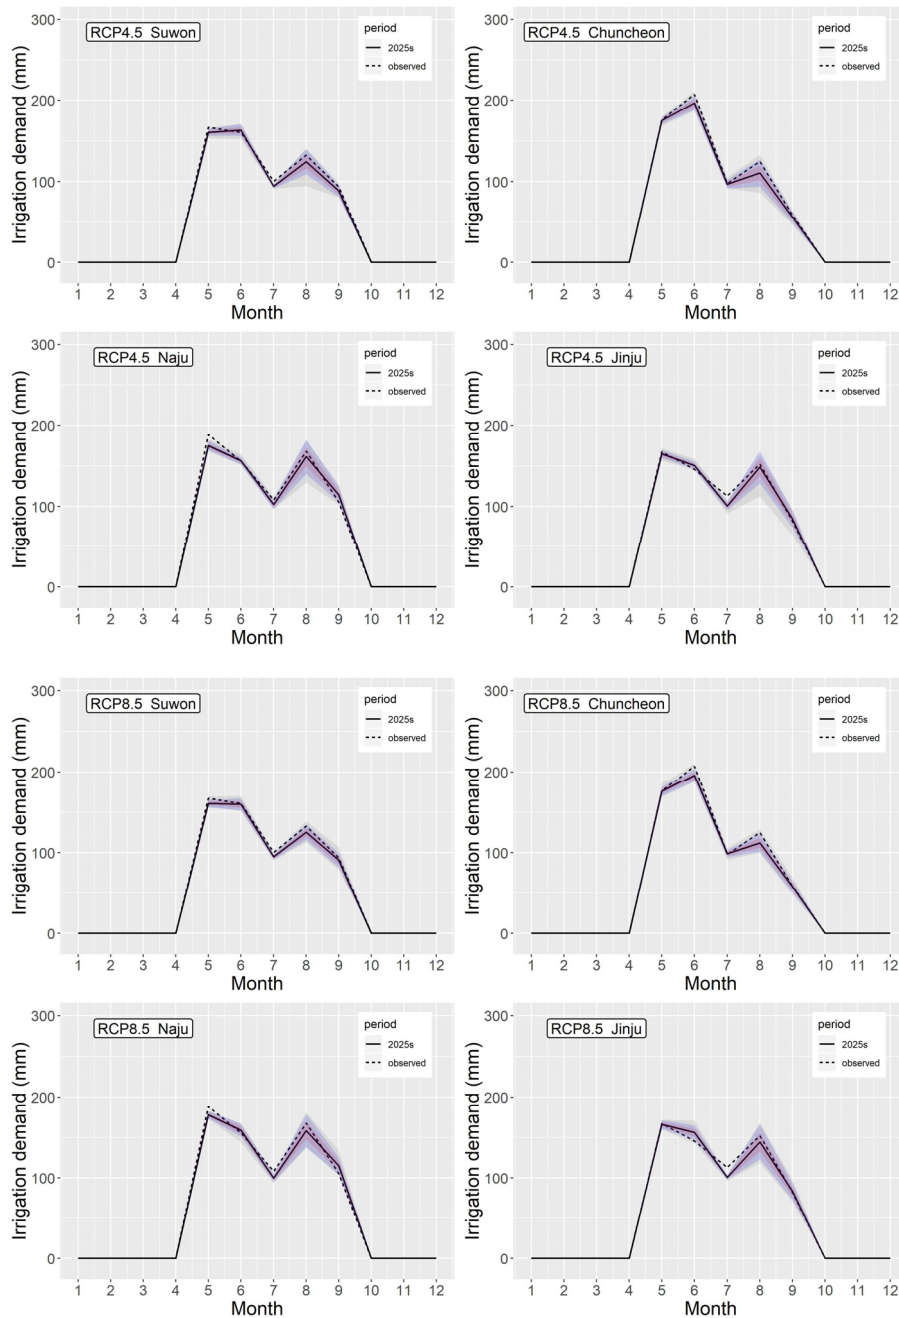 RCP4.5 Suwon
period
2025s
observed
Irrigation demand (mm)
300
200
100
0
1 2 3 4 5 6 7 8 9 10 11 12
Month
RCP4.5 Chuncheon
period
2025s
observed
Irrigation demand (mm)
300
200
100
0
1 2 3 4 5 6 7 8 9 10 11 12
Month
RCP4.5 Naju
period
2025s
observed
Irrigation demand (mm)
300
200
100
0
1 2 3 4 5 6 7 8 9 10 11 12
Month
RCP4.5 Jinju
period
2025s
observed
Irrigation demand (mm)
300
200
100
0
1 2 3 4 5 6 7 8 9 10 11 12
Month
RCP8.5 Suwon
period
2025s
observed
Irrigation demand (mm)
300
200
100
0
1 2 3 4 5 6 7 8 9 10 11 12
Month
RCP8.5 Chuncheon
period
2025s
observed
Irrigation demand (mm)
300
200
100
0
1 2 3 4 5 6 7 8 9 10 11 12
Month
RCP8.5 Naju
period
2025s
observed
Irrigation demand (mm)
300
200
100
0
1 2 3 4 5 6 7 8 9 10 11 12
Month
RCP8.5 Jinju
period
2025s
observed
Irrigation demand (mm)
300
200
100
0
1 2 3 4 5 6 7 8 9 10 11 12
Month